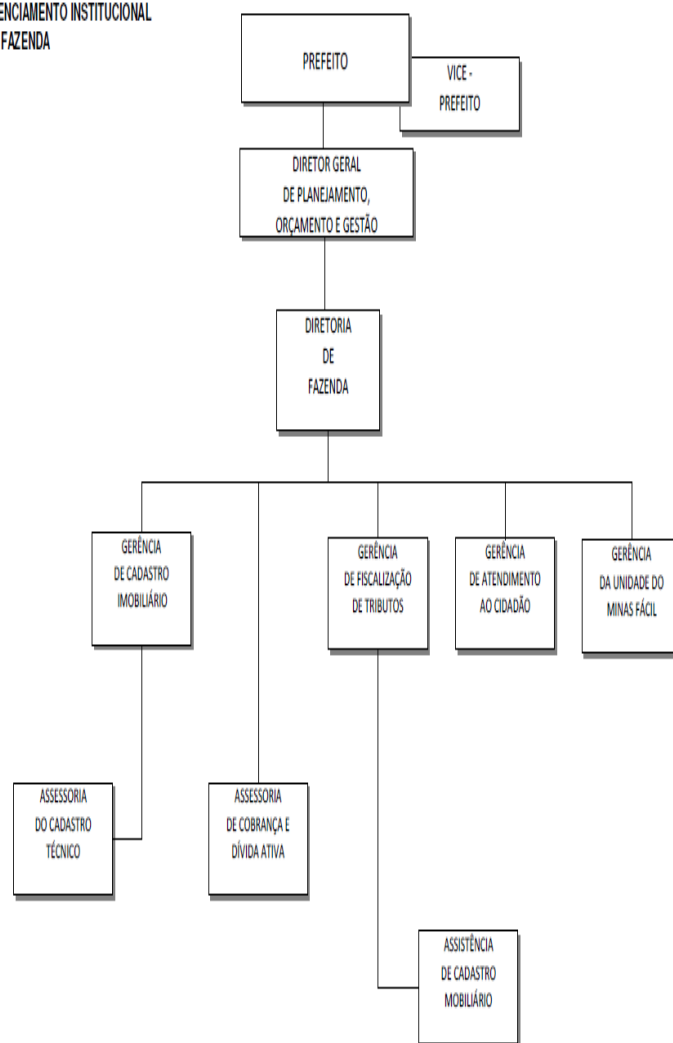 INSTITUCIONAL
FAZENDA
PREFEITO
VICE -
PREFEITO
DIRETOR GERAL
DE PLANEJAMENTO,
ORÇAMENTO E GESTÃO
DIRETORIA
DE
FAZENDA
GERÊNCIA
DE CADASTRO
IMOBILIÁRIO
GERÊNCIA
DE FISCALIZAÇÃO
DE TRIBUTOS
GERÊNCIA
DE ATENDIMENTO
AO CIDADÃO
GERÊNCIA
DA UNIDADE DO
MINAS FÁCIL
ASSESSORIA
DO CADASTRO
TÉCNICO
ASSESSORIA
DE COBRANÇA E
DÍVIDA ATIVA
ASSISTÊNCIA
DE CADASTRO
MOBILIÁRIO